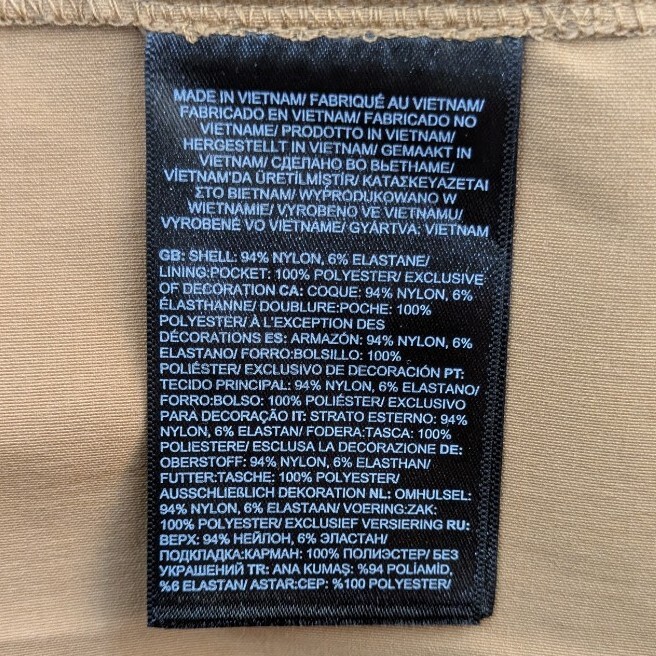 MADE IN VIETNAM/ FABRIQUÉ AU VIETNAM/
FABRICADO EN VIETNAM/ FABRICADO NO
VIETNAME/ PRODOTTO IN VIETNAM/
HERGESTELLT IN VIETNAM/ GEMAAKT IN
VIETNAM/ СДЕЛАНО ВО ВЬЕТНАМЕ/
VİETNAM'DA ÜRETİLMİŞTİR/ ΚΑΤΑΣΚΕΥΑΖΕΤΑΙ
ΣΤΟ ΒΙΕΤΝΑΜ/ WYPRODUKOWANO W
WIETNAMIE/ VYROBENO VE VIETNAMU/
VYROBENÉ VO VIETNAME/ GYÁRTVA: VIETNAM
GB: SHELL: 94% NYLON, 6% ELASTANE/
LINING:POCKET: 100% POLYESTER/ EXCLUSIVE
OF DECORATION CA: COQUE: 94% NYLON, 6%
ÉLASTHANNE/ DOUBLURE:POCHE: 100%
POLYESTER/ À L'EXCEPTION DES
DÉCORATIONS ES: ARMAZÓN: 94% NYLON, 6%
ELASTANO/ FORRO:BOLSILLO: 100%
POLIÉSTER/ EXCLUSIVO DE DECORACIÓN PT:
TECIDO PRINCIPAL: 94% NYLON, 6% ELASTANO/
FORRO:BOLSO: 100% POLIÉSTER/ EXCLUSIVO
PARA DECORAÇÃO IT: STRATO ESTERNO: 94%
NYLON, 6% ELASTAN/ FODERA:TASCA: 100%
POLIESTERE/ ESCLUSA LA DECORAZIONE DE:
OBERSTOFF: 94% NYLON, 6% ELASTHAN/
FUTTER:TASCHE: 100% POLYESTER/
AUSSCHLIEßLICH DEKORATION NL: OMHULSEL:
94% NYLON, 6% ELASTAAN/ VOERING:ZAK:
100% POLYESTER/ EXCLUSIEF VERSIERING RU:
ВЕРХ: 94% НЕЙЛОН, 6% ЭЛАСТАН/
ПОДКЛАДКА:КАРМАН: 100% ПОЛИЭСТЕР/ БЕЗ
УКРАШЕНИЙ TR: ANA KUMAŞ: %94 POLİAMİD,
%6 ELASTAN/ ASTAR:CEP: %100 POLYESTER/